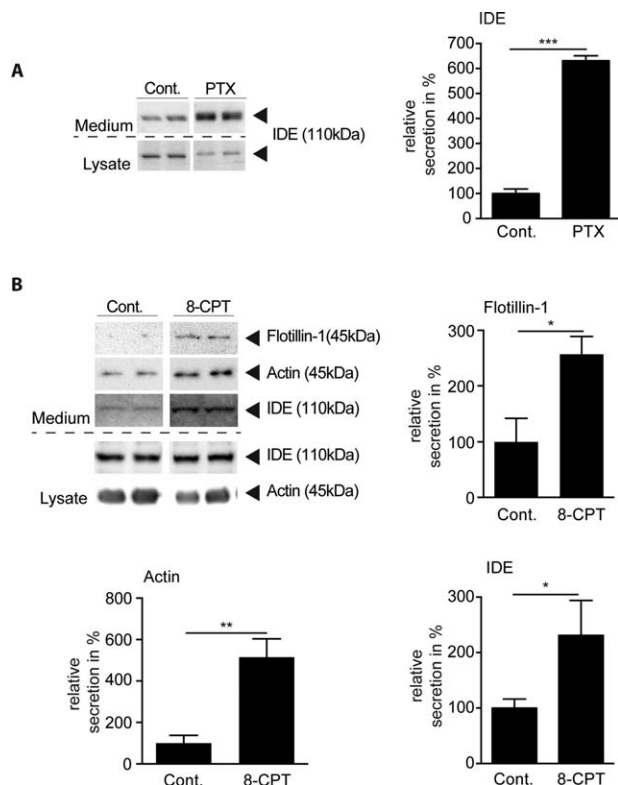 A
Cont. PTX
Medium
IDE (110kDa)
Lysate
IDE
***
relative
secretion in %
700
600
500
400
300
200
100
0
Cont. PTX
B
Cont. 8-CPT
Flotillin-1(45kDa)
Actin (45kDa)
Medium IDE (110kDa)
IDE (110kDa)
Lysate Actin (45kDa)
Flotillin-1
*
relative
secretion in %
300
200
100
0
Cont. 8-CPT
Actin
**
relative
secretion in %
800
600
400
200
0
Cont. 8-CPT
IDE
*
relative
secretion in %
300
200
100
0
Cont. 8-CPT